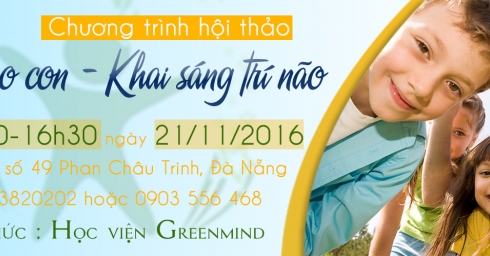 Chương trình hội thảo
o con - Khai sáng trí não
0-16h30 ngày 21/11/2016
số 49 Phan Châu Trinh, Đà Nẵng
3820202 hoặc 0903 556 468
ức : Học viện Greenmind